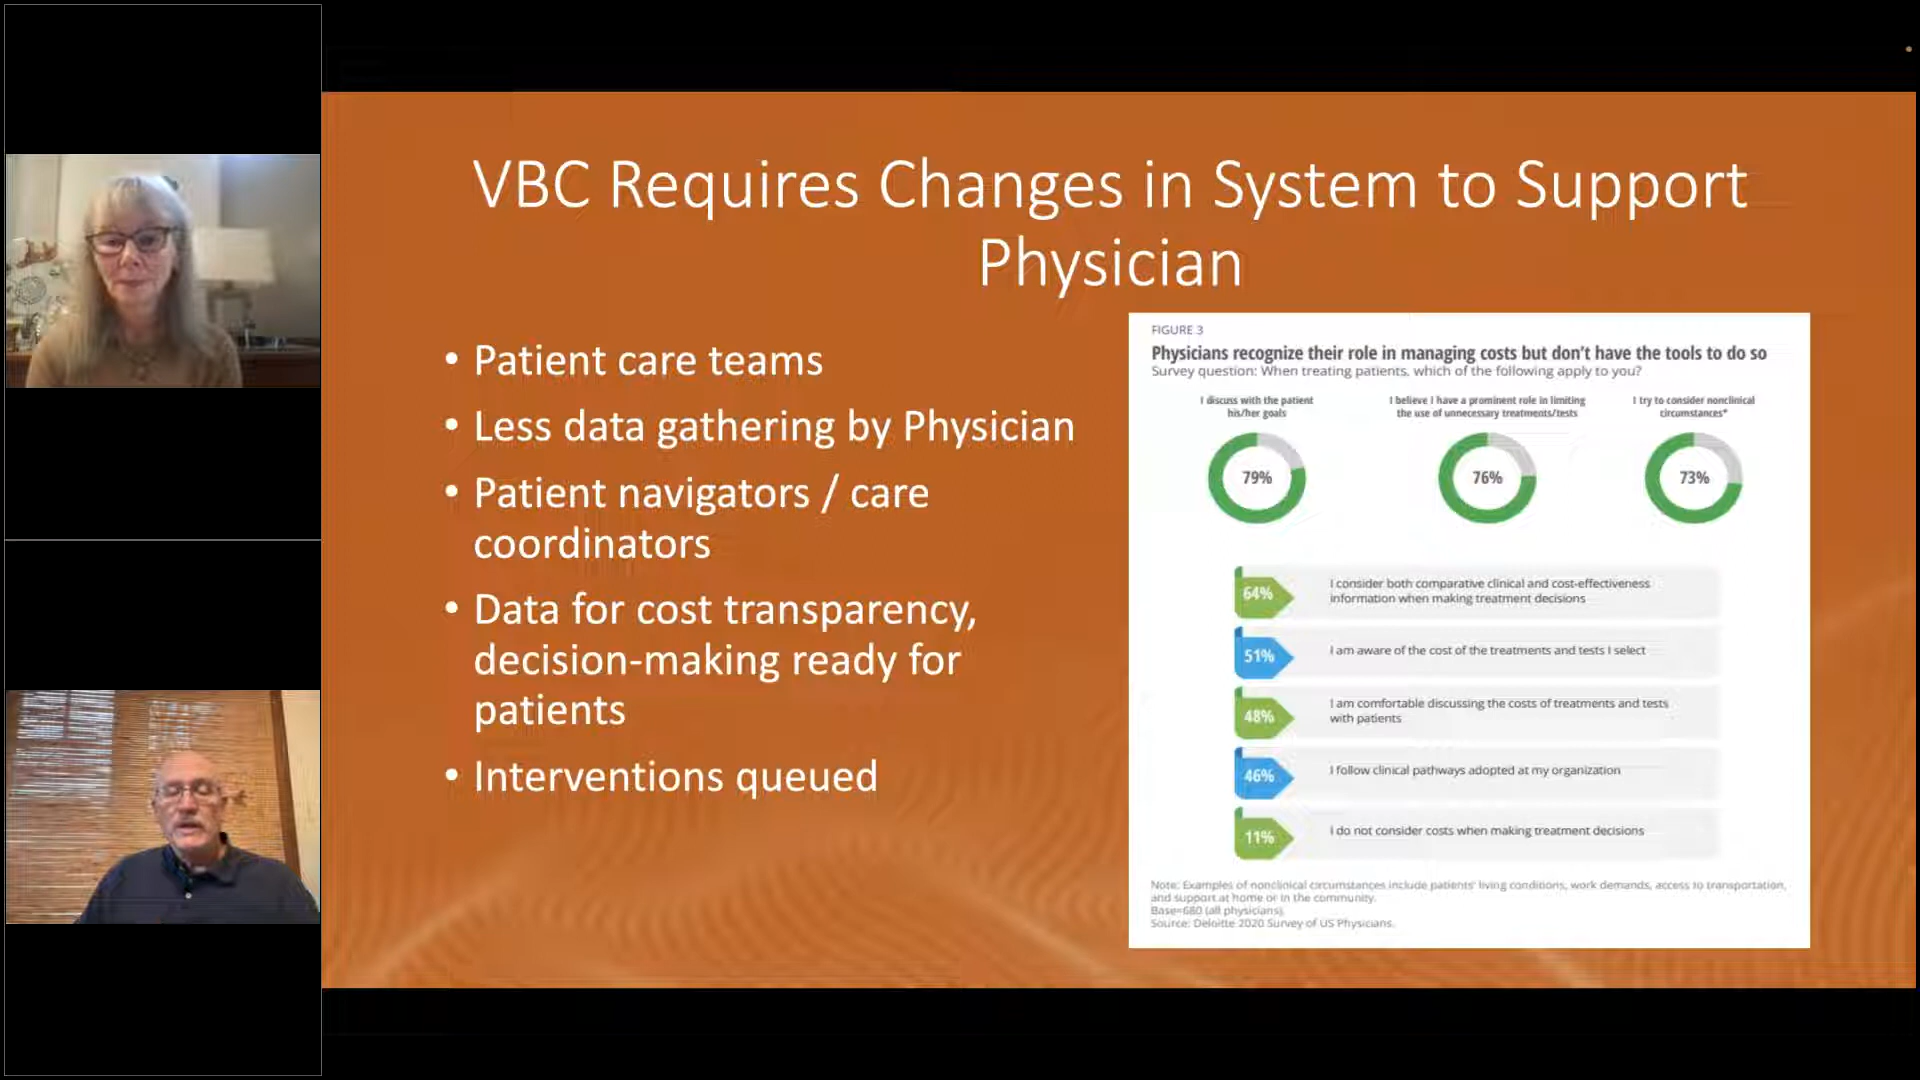 VBC Requires Changes in System to Support
Physician
• Patient care teams
• Less data gathering by Physician
• Patient navigators / care
coordinators
• Data for cost transparency,
decision-making ready for
patients
• Interventions queued
FIGURE 3
Physicians recognize their role in managing costs but don't have the tools to do so
Survey question: When treating patients, which of the following apply to you?
I discuss with the patient
his/her goals
79%
I believe I have a prominent role in limiting
the use of unnecessary treatments/tests
76%
I try to consider nonclinical
circumstances*
73%
64%
I consider both comparative clinical and cost-effectiveness
information when making treatment decisions
51%
I am aware of the cost of the treatments and tests I select
48%
I am comfortable discussing the costs of treatments and tests
with patients
46%
I follow clinical pathways adopted at my organization
11%
I do not consider costs when making treatment decisions
Note: Examples of nonclinical circumstances include patients' living conditions, work demands, access to transportation,
and support at home or in the community.
Base=680 (all physicians).
Source: Deloitte 2020 Survey of US Physicians.